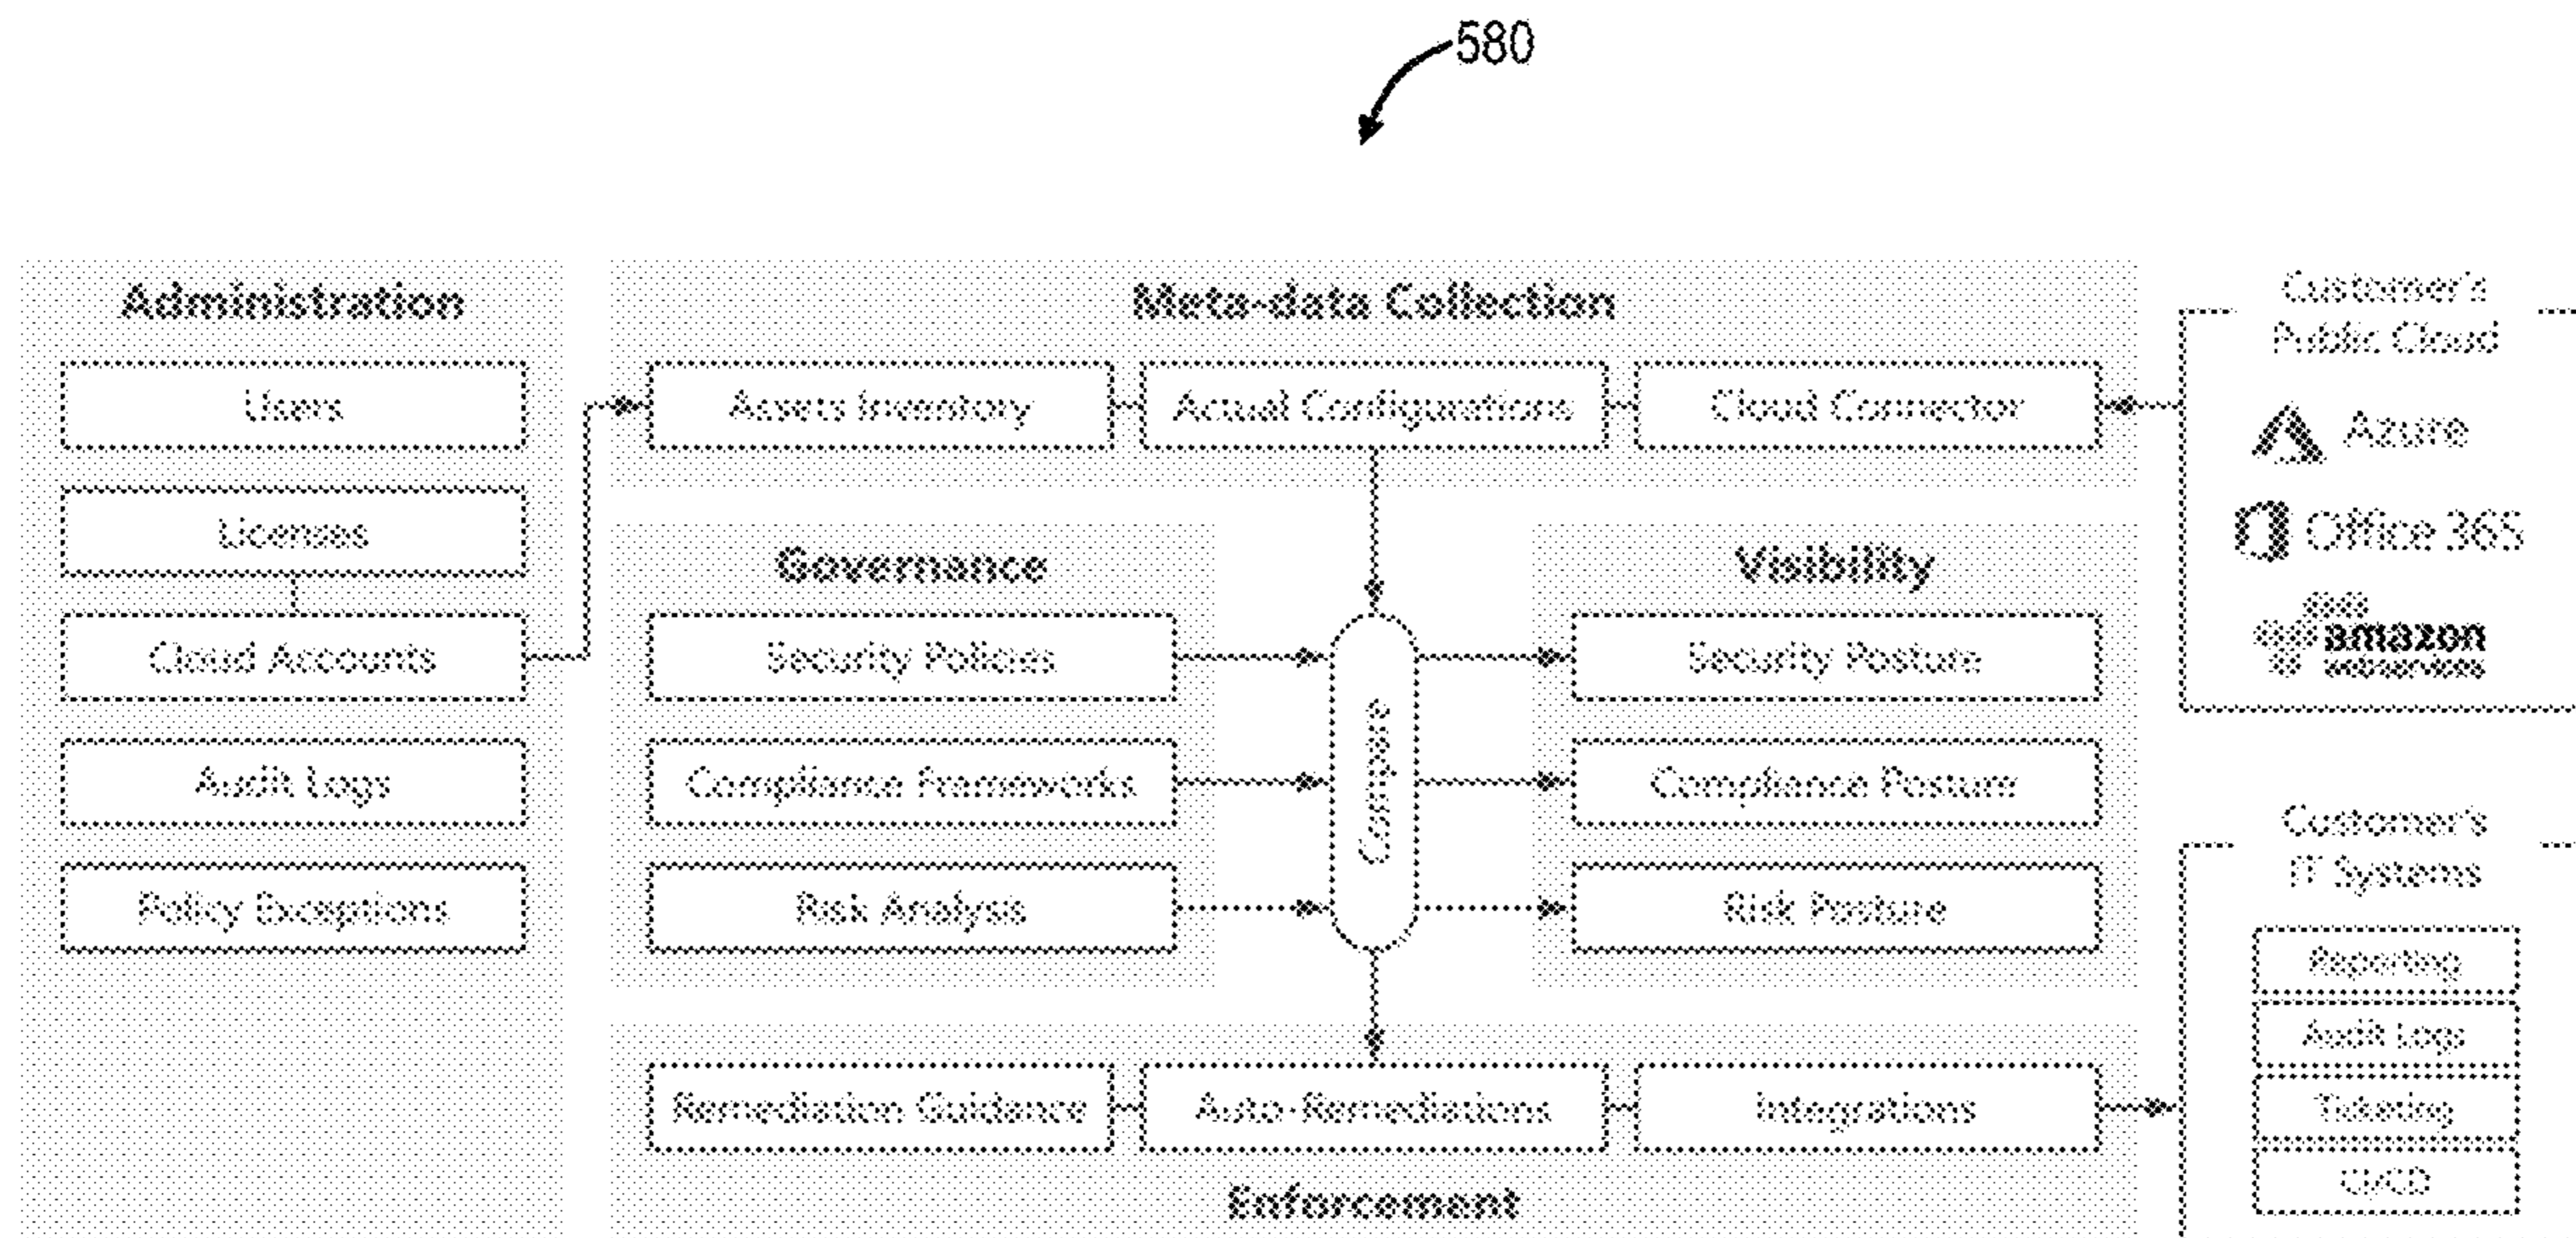 580
Administration
Users
Licenses
Cloud Accounts
Audit Logs
Policy Exceptions
Meta-data Collection
Assets Inventory
Actual Configurations
Cloud Connector
Governance
Security Policies
Compliance Frameworks
Risk Analysis
Compare
Visibility
Security Posture
Compliance Posture
Risk Posture
Remediation Guidance
Auto-Remediations
Integrations
Enforcement
Customer's
Public Cloud
Azure
Office 365
amazon
webservices
Customer's
IT Systems
Reporting
Audit Logs
Ticketing
CI/CD